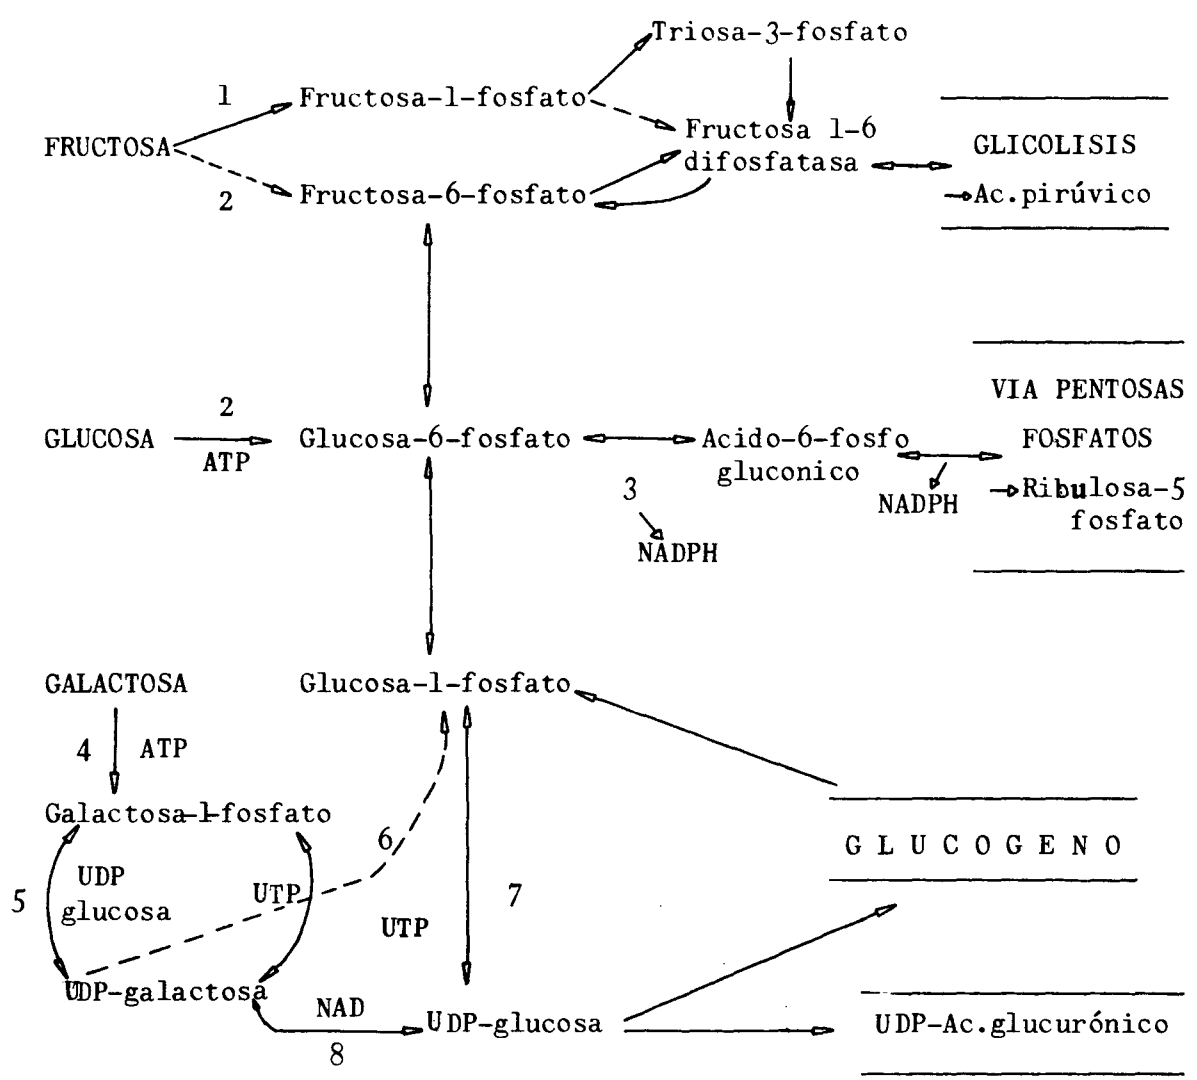 Triosa-3-fosfato
1
Fructosa-1-fosfato
Fructosa 1-6
difosfatasa
FRUCTOSA
GLICOLISIS
Ac.pirúvico
2
Fructosa-6-fosfato
VIA PENTOSAS
FOSFATOS
Ribulosa-5
fosfato
2
GLUCOSA
ATP
Glucosa-6-fosfato
Acido-6-fosfo
gluconico
3
NADPH
NADPH
GALACTOSA
Glucosa-1-fosfato
4
ATP
Galactosa-1-fosfato
6
G L U C O G E N O
5
UDP
glucosa
UTP
UTP
7
UDP-galactosa
NAD
8
UDP-glucosa
UDP-Ac.glucurónico